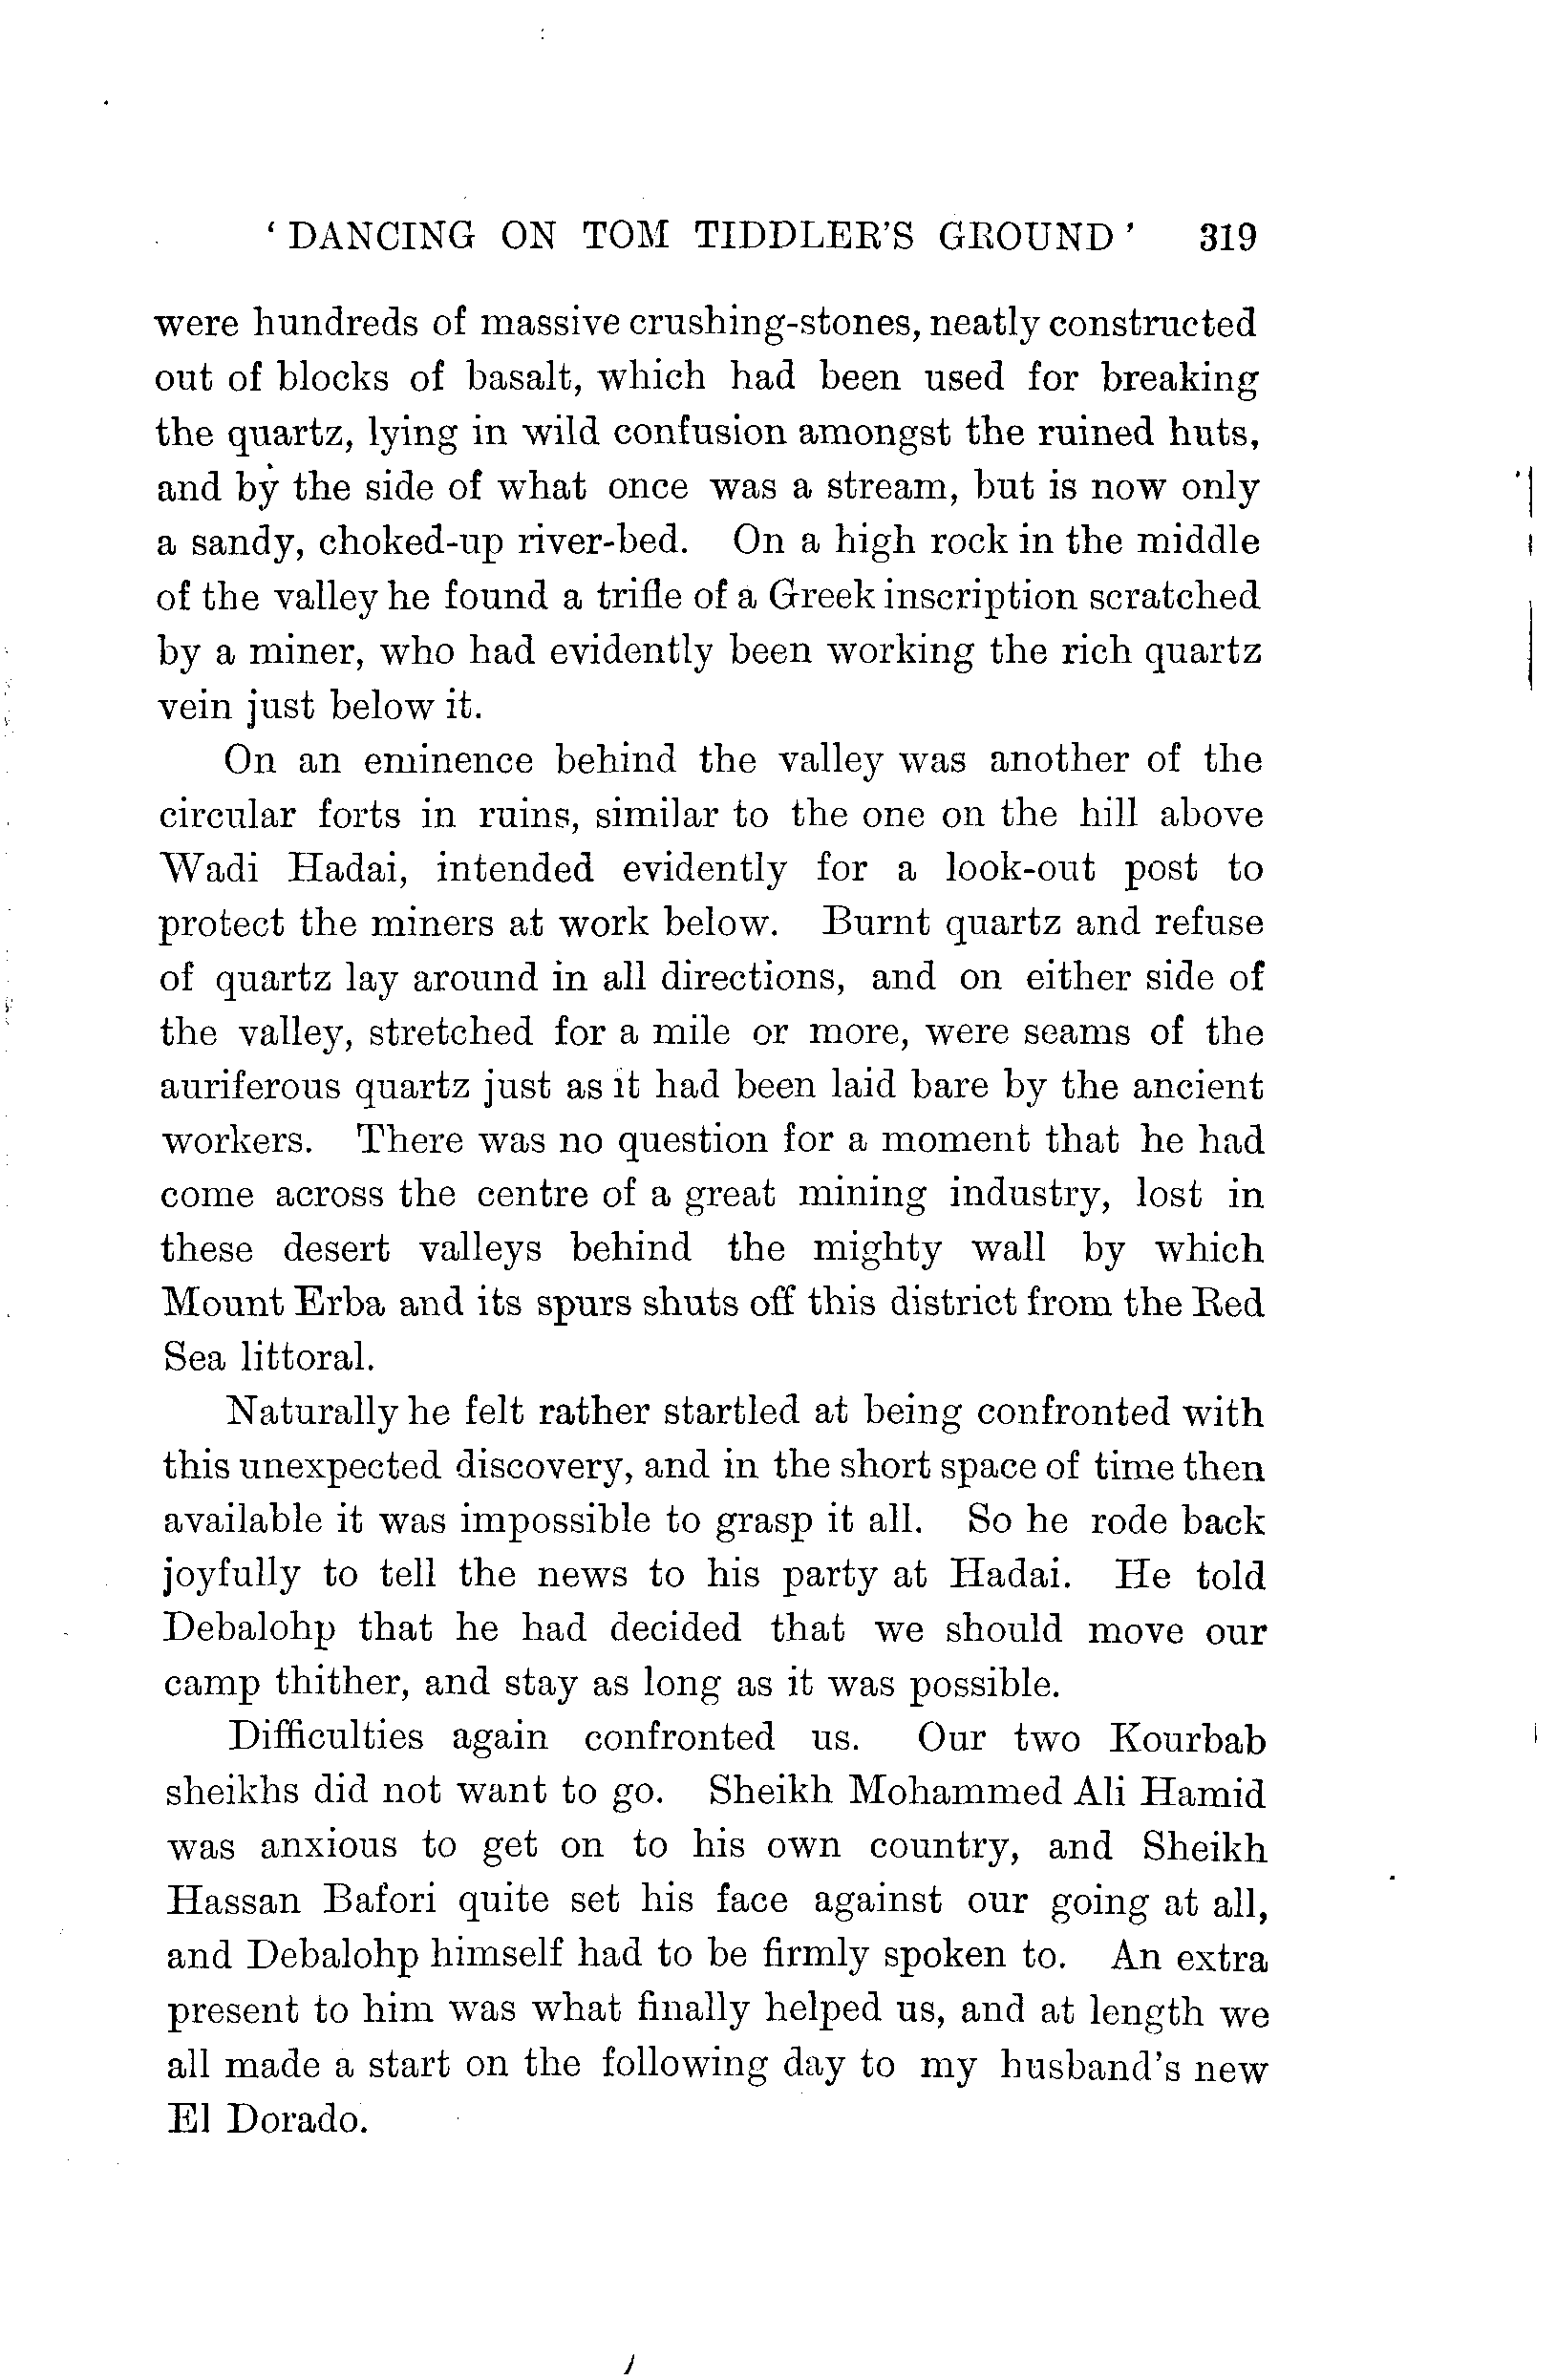 ‘ DANCING ON TOM TIDDLER’S GROUND ’ 319
were hundreds of massive crushing-stones, neatly constructed
out of blocks of basalt, which had been used for breaking
the quartz, lying in wild confusion amongst the ruined huts,
and by the side of what once was a stream, but is now only
a sandy, choked-up river-bed. On a high rock in the middle
of the valley he found a trifle of a Greek inscription scratched
by a miner, who had evidently been working the rich quartz
vein just below it.
On an eminence behind the valley was another of the
circular forts in ruins, similar to the one on the hill above
Wadi Hadai, intended evidently for a look-out post to
protect the miners at work below. Burnt quartz and refuse
of quartz lay around in all directions, and on either side of
the valley, stretched for a mile or more, were seams of the
auriferous quartz just as it had been laid bare by the ancient
workers. There was no question for a moment that he had
come across the centre of a great mining industry, lost in
these desert valleys behind the mighty wall by which
Mount Erba and its spurs shuts off this district from the Red
Sea littoral.
Naturally he felt rather startled at being confronted with
this unexpected discovery, and in the short space of time then
available it was impossible to grasp it all. So he rode back
joyfully to tell the news to his party at Hadai. He told
Debalohp that he had decided that we should move our
camp thither, and stay as long as it was possible.
Difficulties again confronted us. Our two Kourbab
sheikhs did not want to go. Sheikh Mohammed Ali Hamid
was anxious to get on to his own country, and Sheikh
Hassan Bafori quite set his face against our going at all,
and Debalohp himself had to be firmly spoken to. An extra
present to him was what finally helped us, and at length we
all made a start on the following day to my husband’s new
El Dorado.